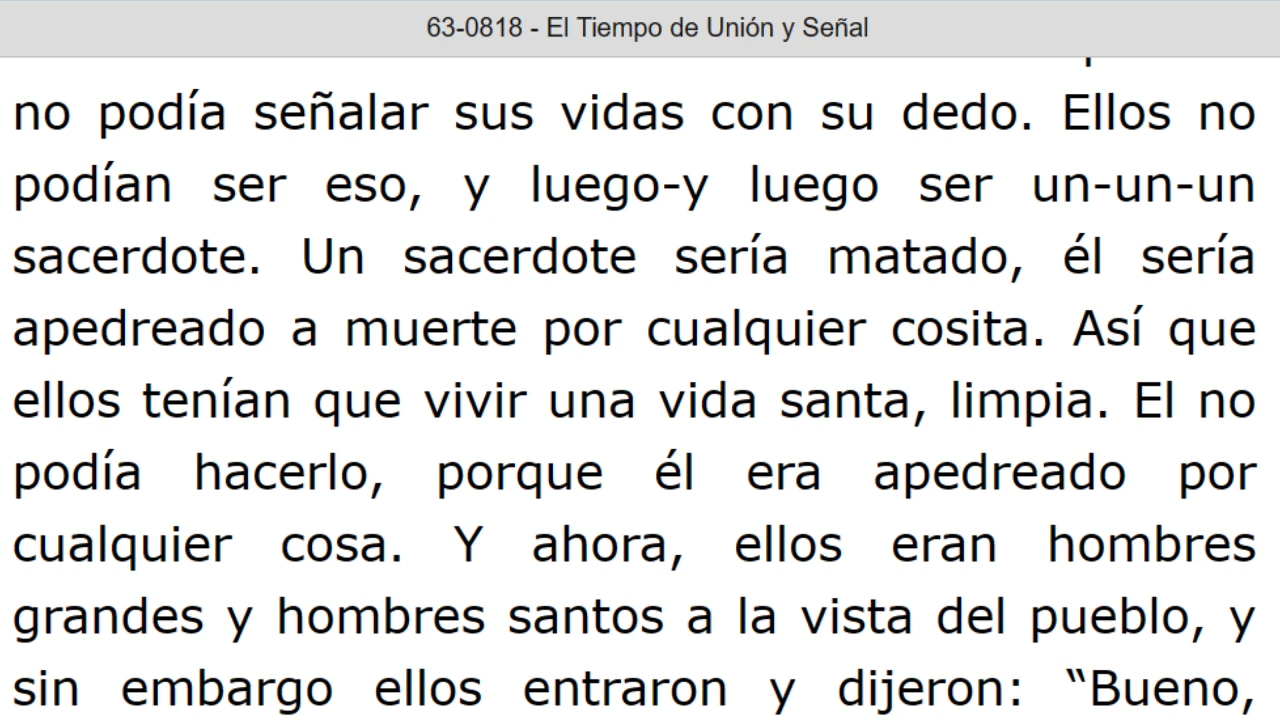 63-0818 - El Tiempo de Unión y Señal
no podía señalar sus vidas con su dedo. Ellos no
podían ser eso, y luego-y luego ser un-un-un
sacerdote. Un sacerdote sería matado, él sería
apedreado a muerte por cualquier cosita. Así que
ellos tenían que vivir una vida santa, limpia. El no
podía hacerlo, porque él era apedreado por
cualquier cosa. Y ahora, ellos eran hombres
grandes y hombres santos a la vista del pueblo, y
sin embargo ellos entraron y dijeron: “Bueno,